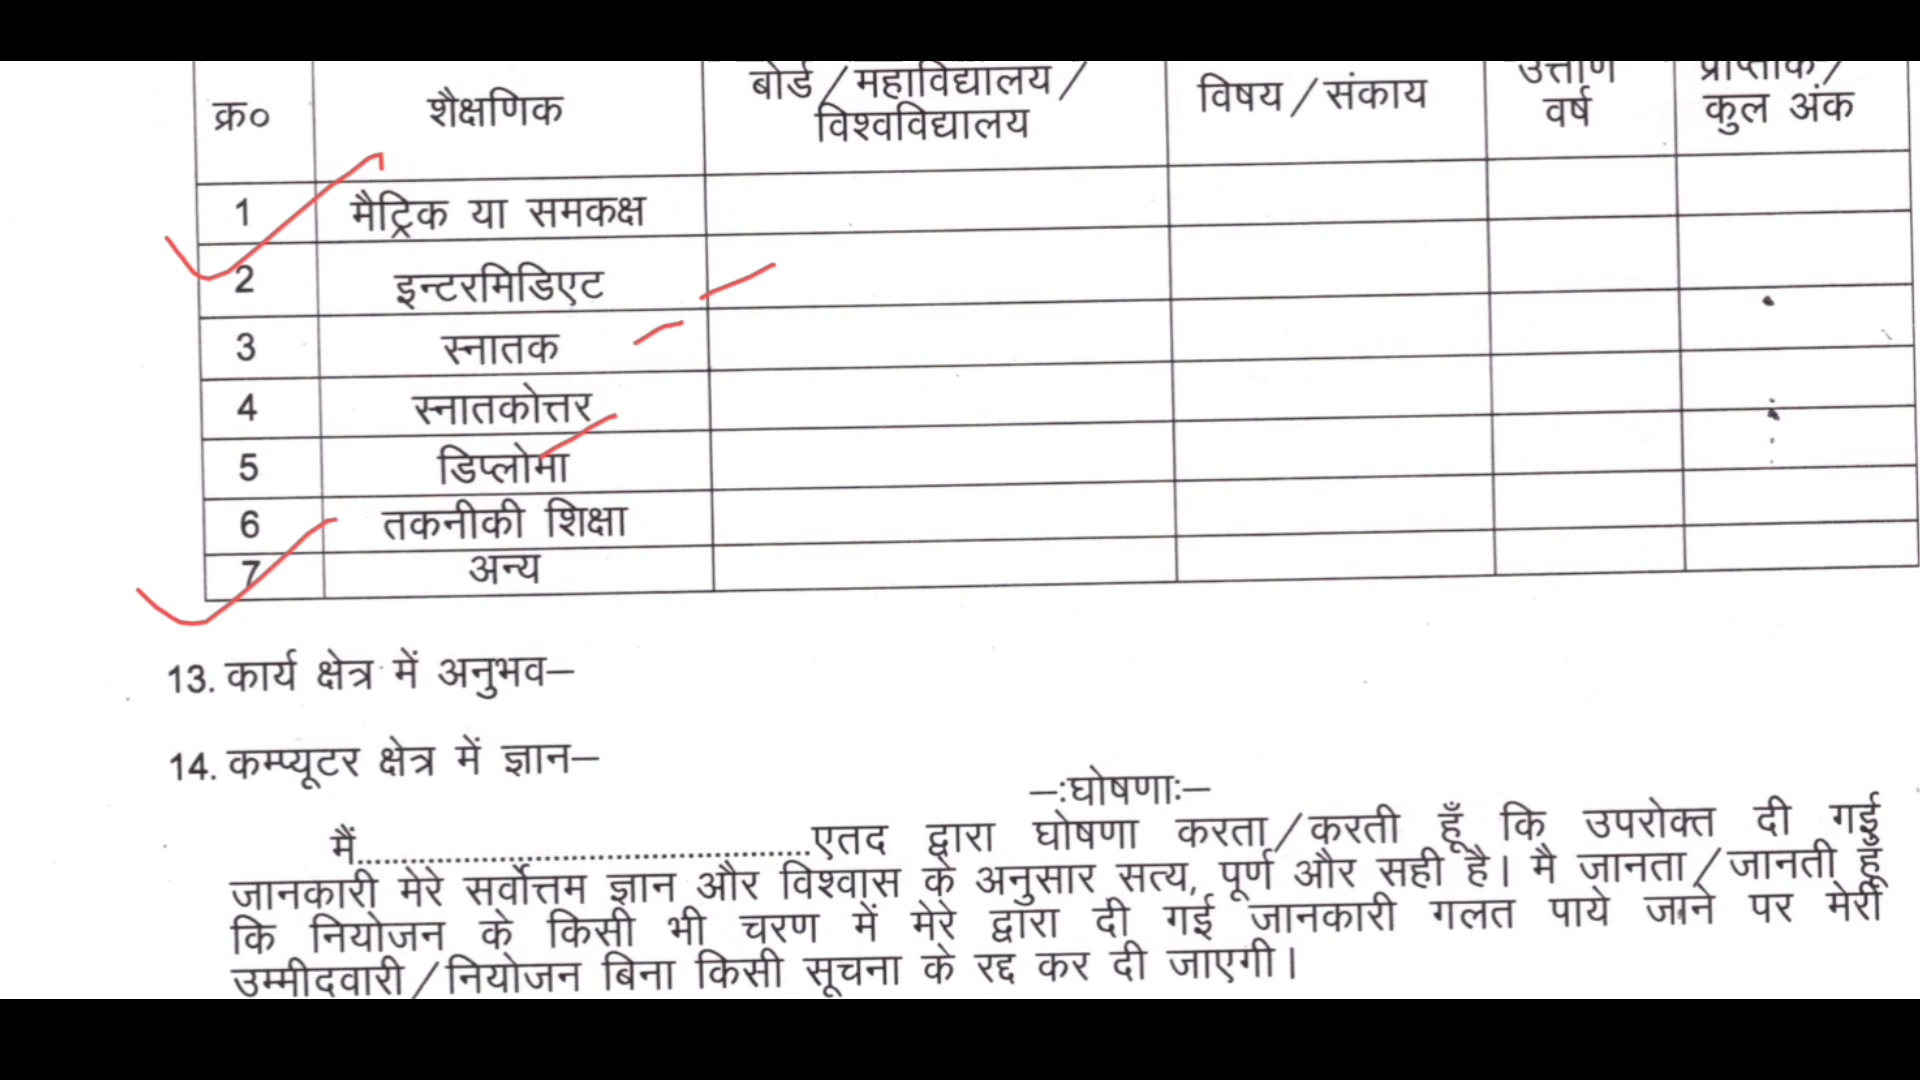 बोर्ड/महाविद्यालय/
क्र० शैक्षणिक विश्वविद्यालय विषय/संकाय वर्ष कुल अंक
1 मैट्रिक या समकक्ष
2 इन्टरमिडिएट
3 स्नातक
4 स्नातकोत्तर
5 डिप्लोमा
6 तकनीकी शिक्षा
7 अन्य
13. कार्य क्षेत्र में अनुभव–
14. कम्प्यूटर क्षेत्र में ज्ञान–
–:घोषणाः–
मैं............................................एतद द्वारा घोषणा करता/करती हूँ कि उपरोक्त दी गई
जानकारी मेरे सर्वोत्तम ज्ञान और विश्वास के अनुसार सत्य, पूर्ण और सही है। मै जानता/जानती हूँ
कि नियोजन के किसी भी चरण में मेरे द्वारा दी गई जानकारी गलत पाये जाने पर मेरी
उम्मीदवारी/नियोजन बिना किसी सूचना के रद्द कर दी जाएगी।